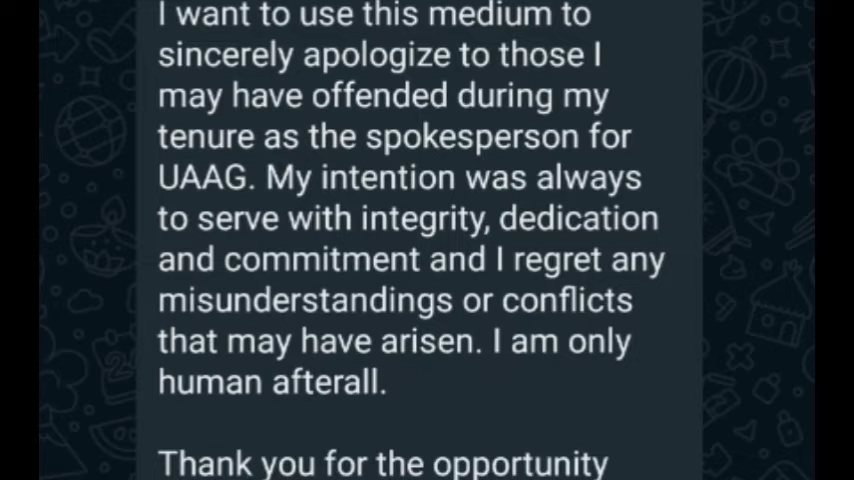 I want to use this medium to
sincerely apologize to those I
may have offended during my
tenure as the spokesperson for
UAAG. My intention was always
to serve with integrity, dedication
and commitment and I regret any
misunderstandings or conflicts
that may have arisen. I am only
human afterall.
Thank you for the opportunity